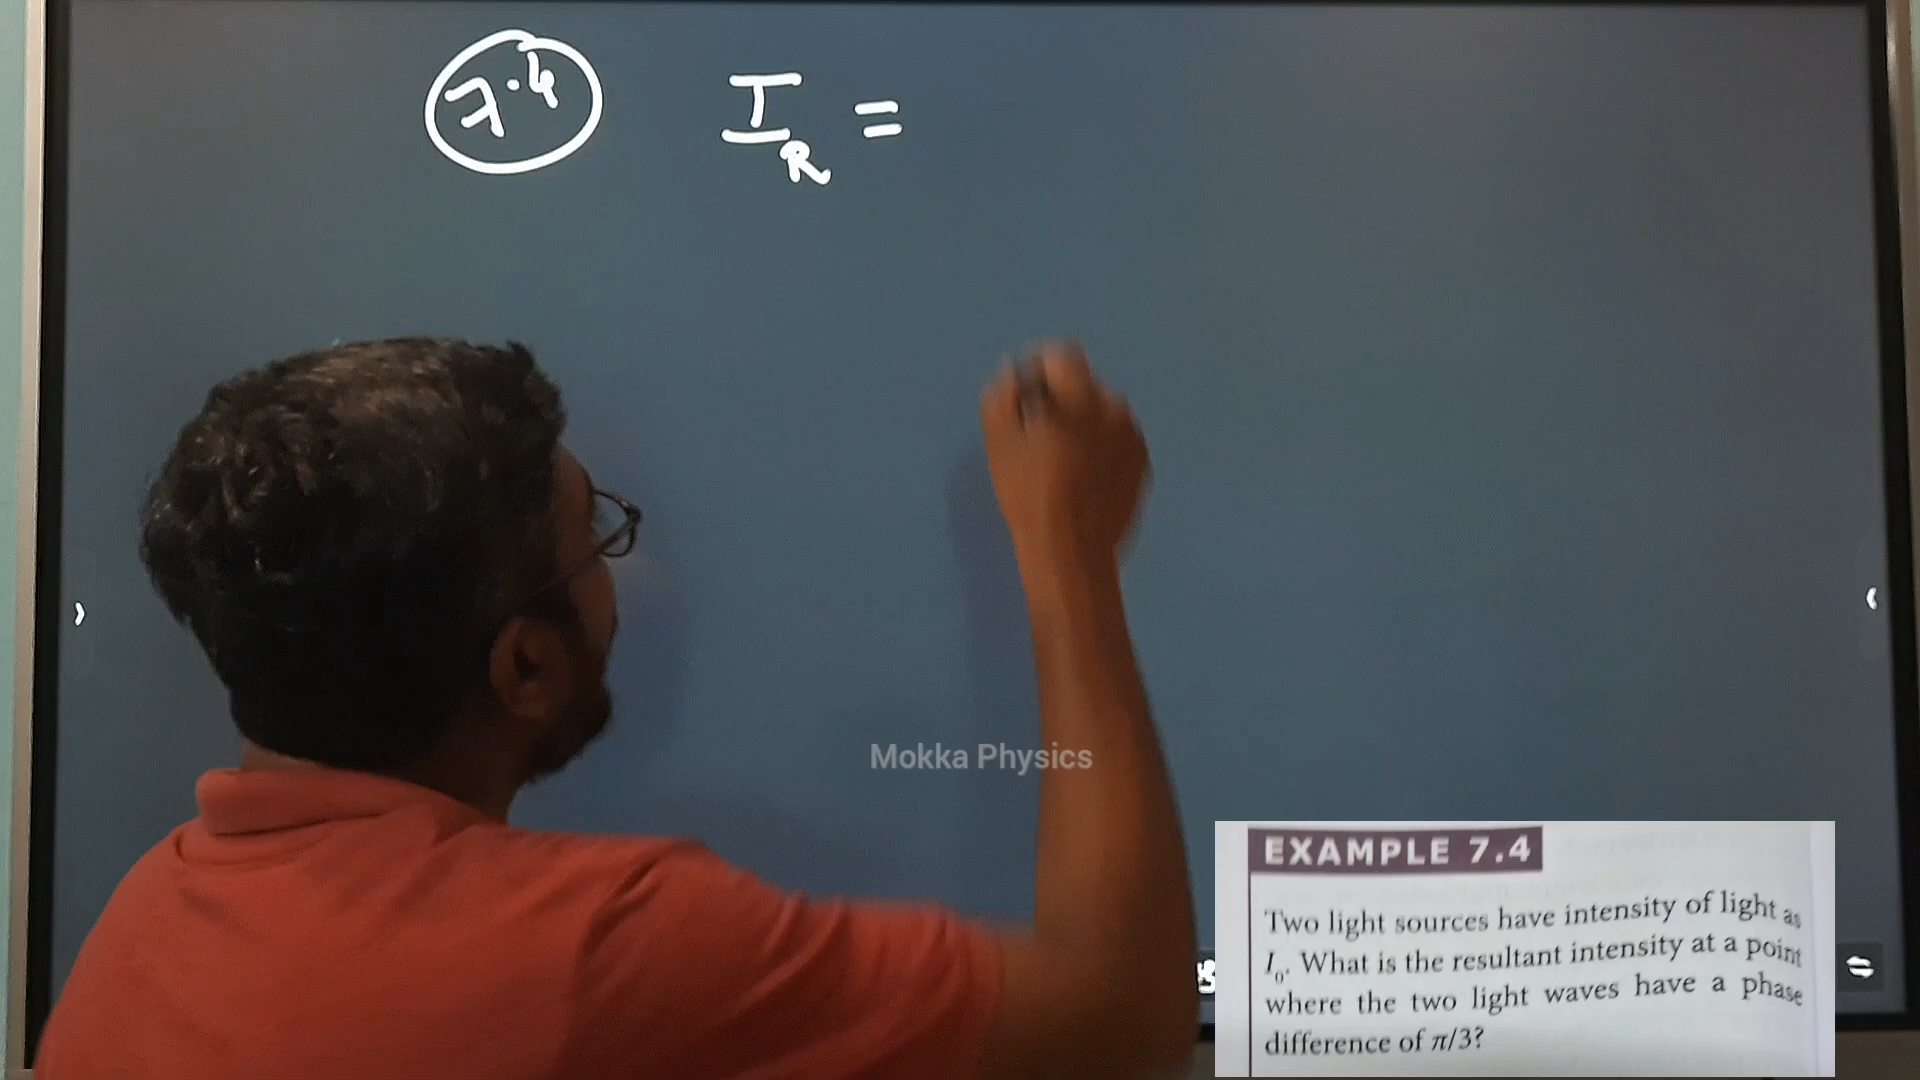 7.4 I_R =
Mokka Physics
EXAMPLE 7.4
Two light sources have intensity of light as
I₀. What is the resultant intensity at a point
where the two light waves have a phase
difference of π/3?